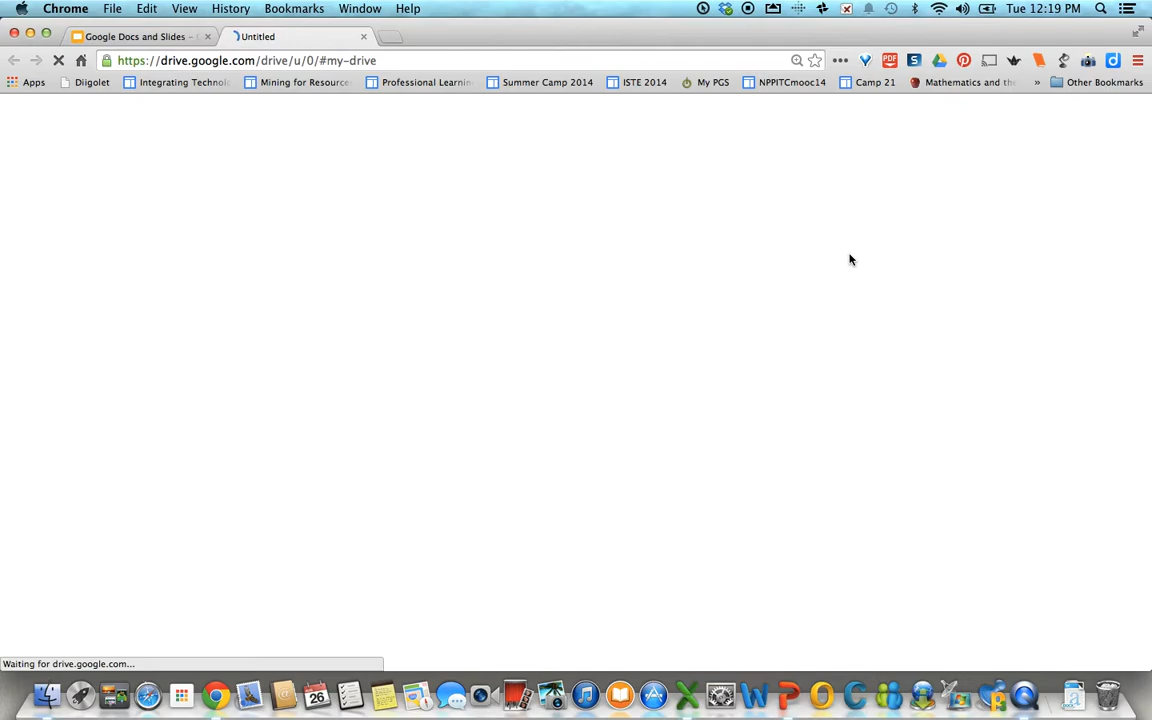 Chrome File Edit View History Bookmarks Window Help Tue 12:19 PM
Google Docs and Slides – Untitled
https://drive.google.com/drive/u/0/#my-drive
Apps Diigolet Integrating Technol Mining for Resource Professional Learnin Summer Camp 2014 ISTE 2014 My PGS NPPITCmooc14 Camp 21 Mathematics and the » Other Bookmarks
Waiting for drive.google.com...